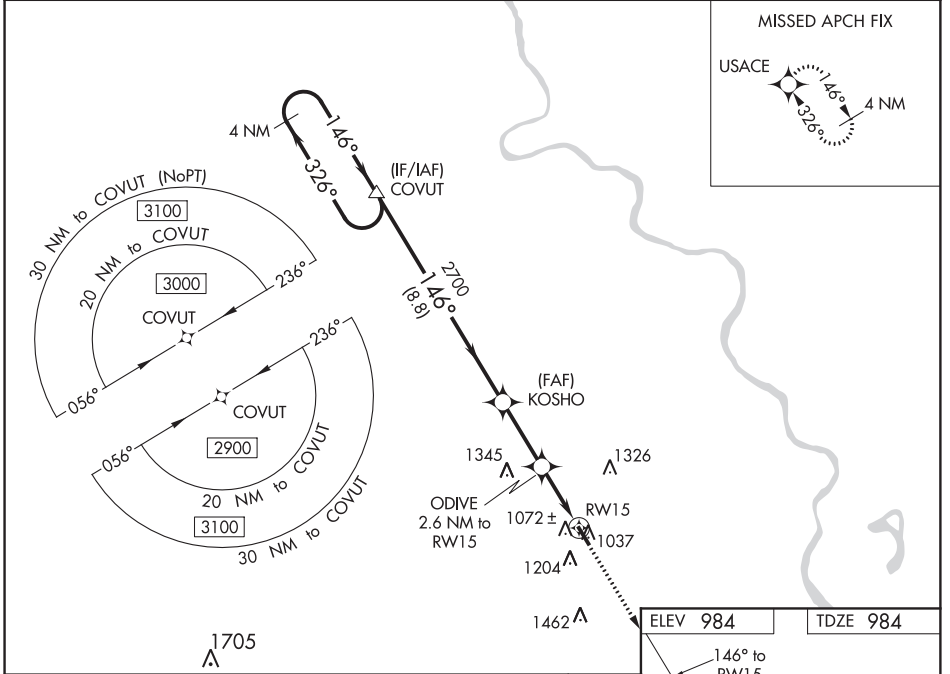 MISSED APCH FIX
USACE
146°
326°
4 NM
4 NM
146°
326°
(IF/IAF)
COVUT
30 NM to COVUT (NoPT)
3100
20 NM to COVUT
3000
236°
COVUT
056°
2700
146°
(8.8)
236°
COVUT
056°
2900
20 NM to COVUT
3100
30 NM to COVUT
(FAF)
KOSHO
1345
1326
ODIVE
2.6 NM to
RW15
1072 ±
RW15
1037
1204
1462
1705
ELEV 984
TDZE 984
146° to
RW15